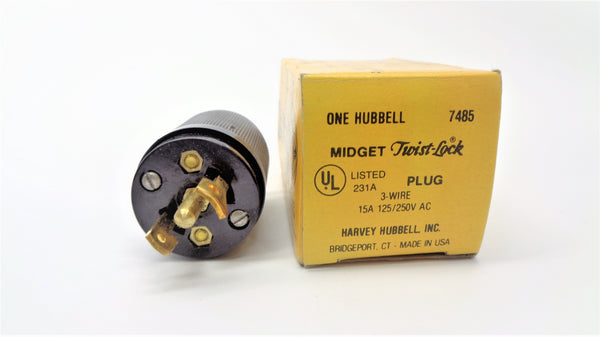 ONE HUBBELL 7485
MIDGET Twist-Lock®
UL LISTED PLUG
231A
3-WIRE
15A 125/250V AC
HARVEY HUBBELL, INC.
BRIDGEPORT, CT - MADE IN USA